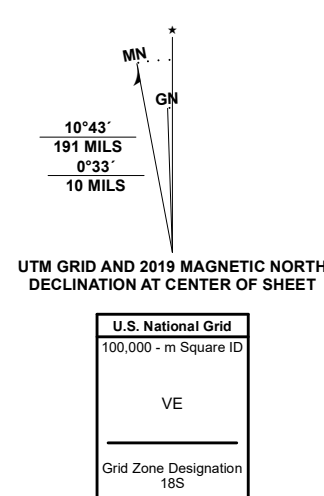 ★
MN
GN
10°43´
191 MILS
0°33´
10 MILS
UTM GRID AND 2019 MAGNETIC NORTH
DECLINATION AT CENTER OF SHEET
U.S. National Grid
100,000 - m Square ID
VE
Grid Zone Designation
18S